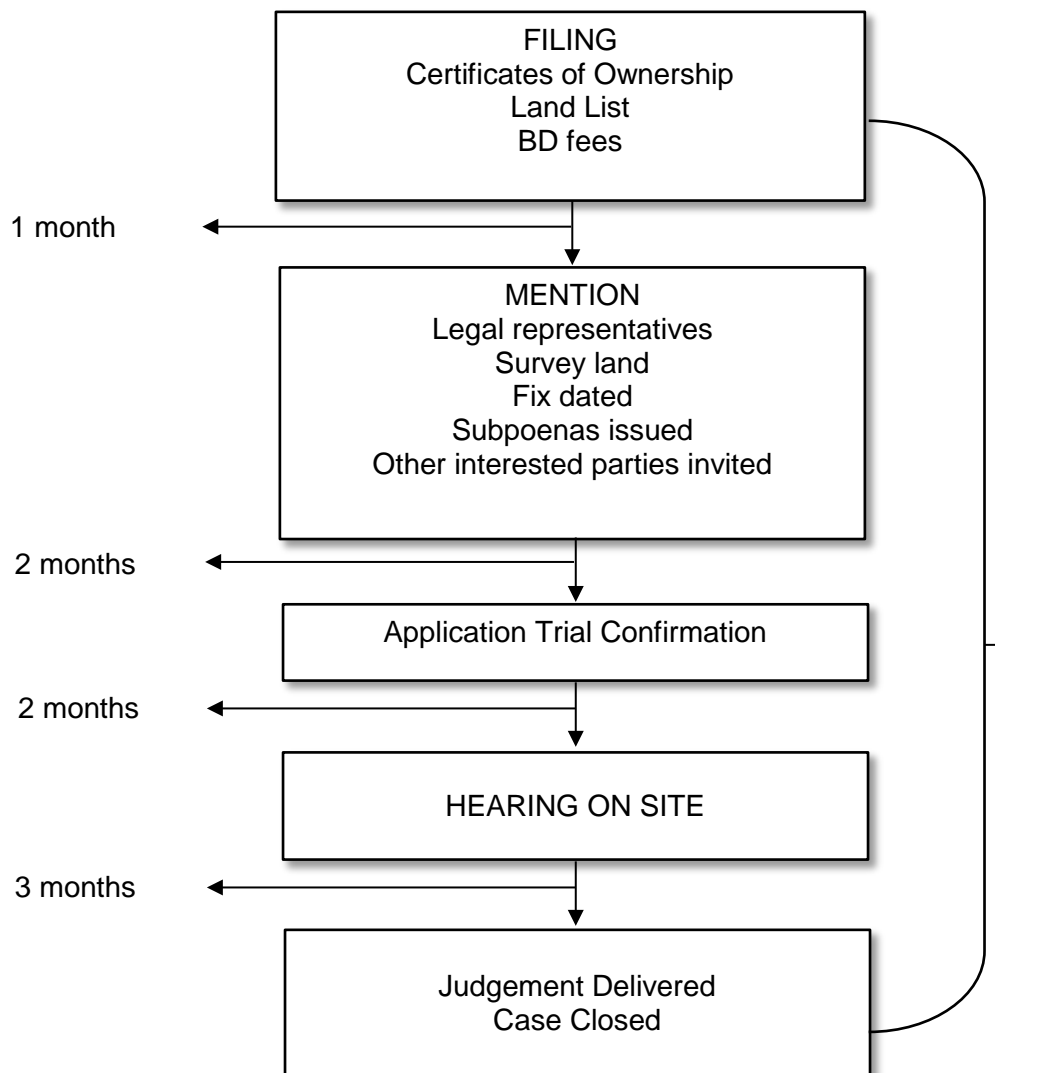 FILING
Certificates of Ownership
Land List
BD fees
1 month
MENTION
Legal representatives
Survey land
Fix dated
Subpoenas issued
Other interested parties invited
2 months
Application Trial Confirmation
2 months
HEARING ON SITE
3 months
Judgement Delivered
Case Closed